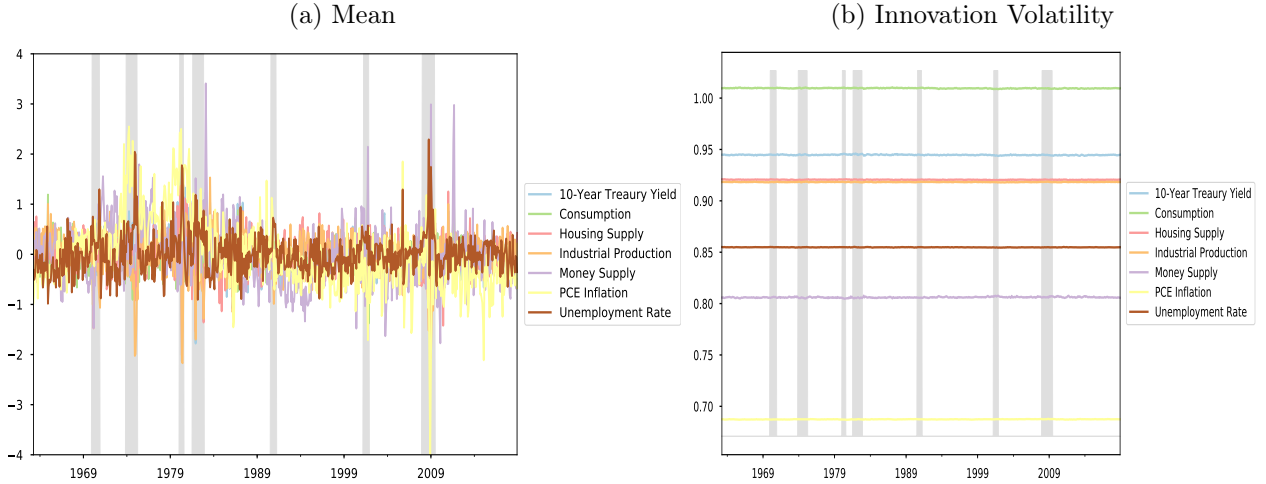 (a) Mean
(b) Innovation Volatility
4
3
2
1
0
−1
−2
−3
−4
1969
1979
1989
1999
2009
10-Year Treaury Yield
Consumption
Housing Supply
Industrial Production
Money Supply
PCE Inflation
Unemployment Rate
1.00
0.95
0.90
0.85
0.80
0.75
0.70
1969
1979
1989
1999
2009
10-Year Treaury Yield
Consumption
Housing Supply
Industrial Production
Money Supply
PCE Inflation
Unemployment Rate